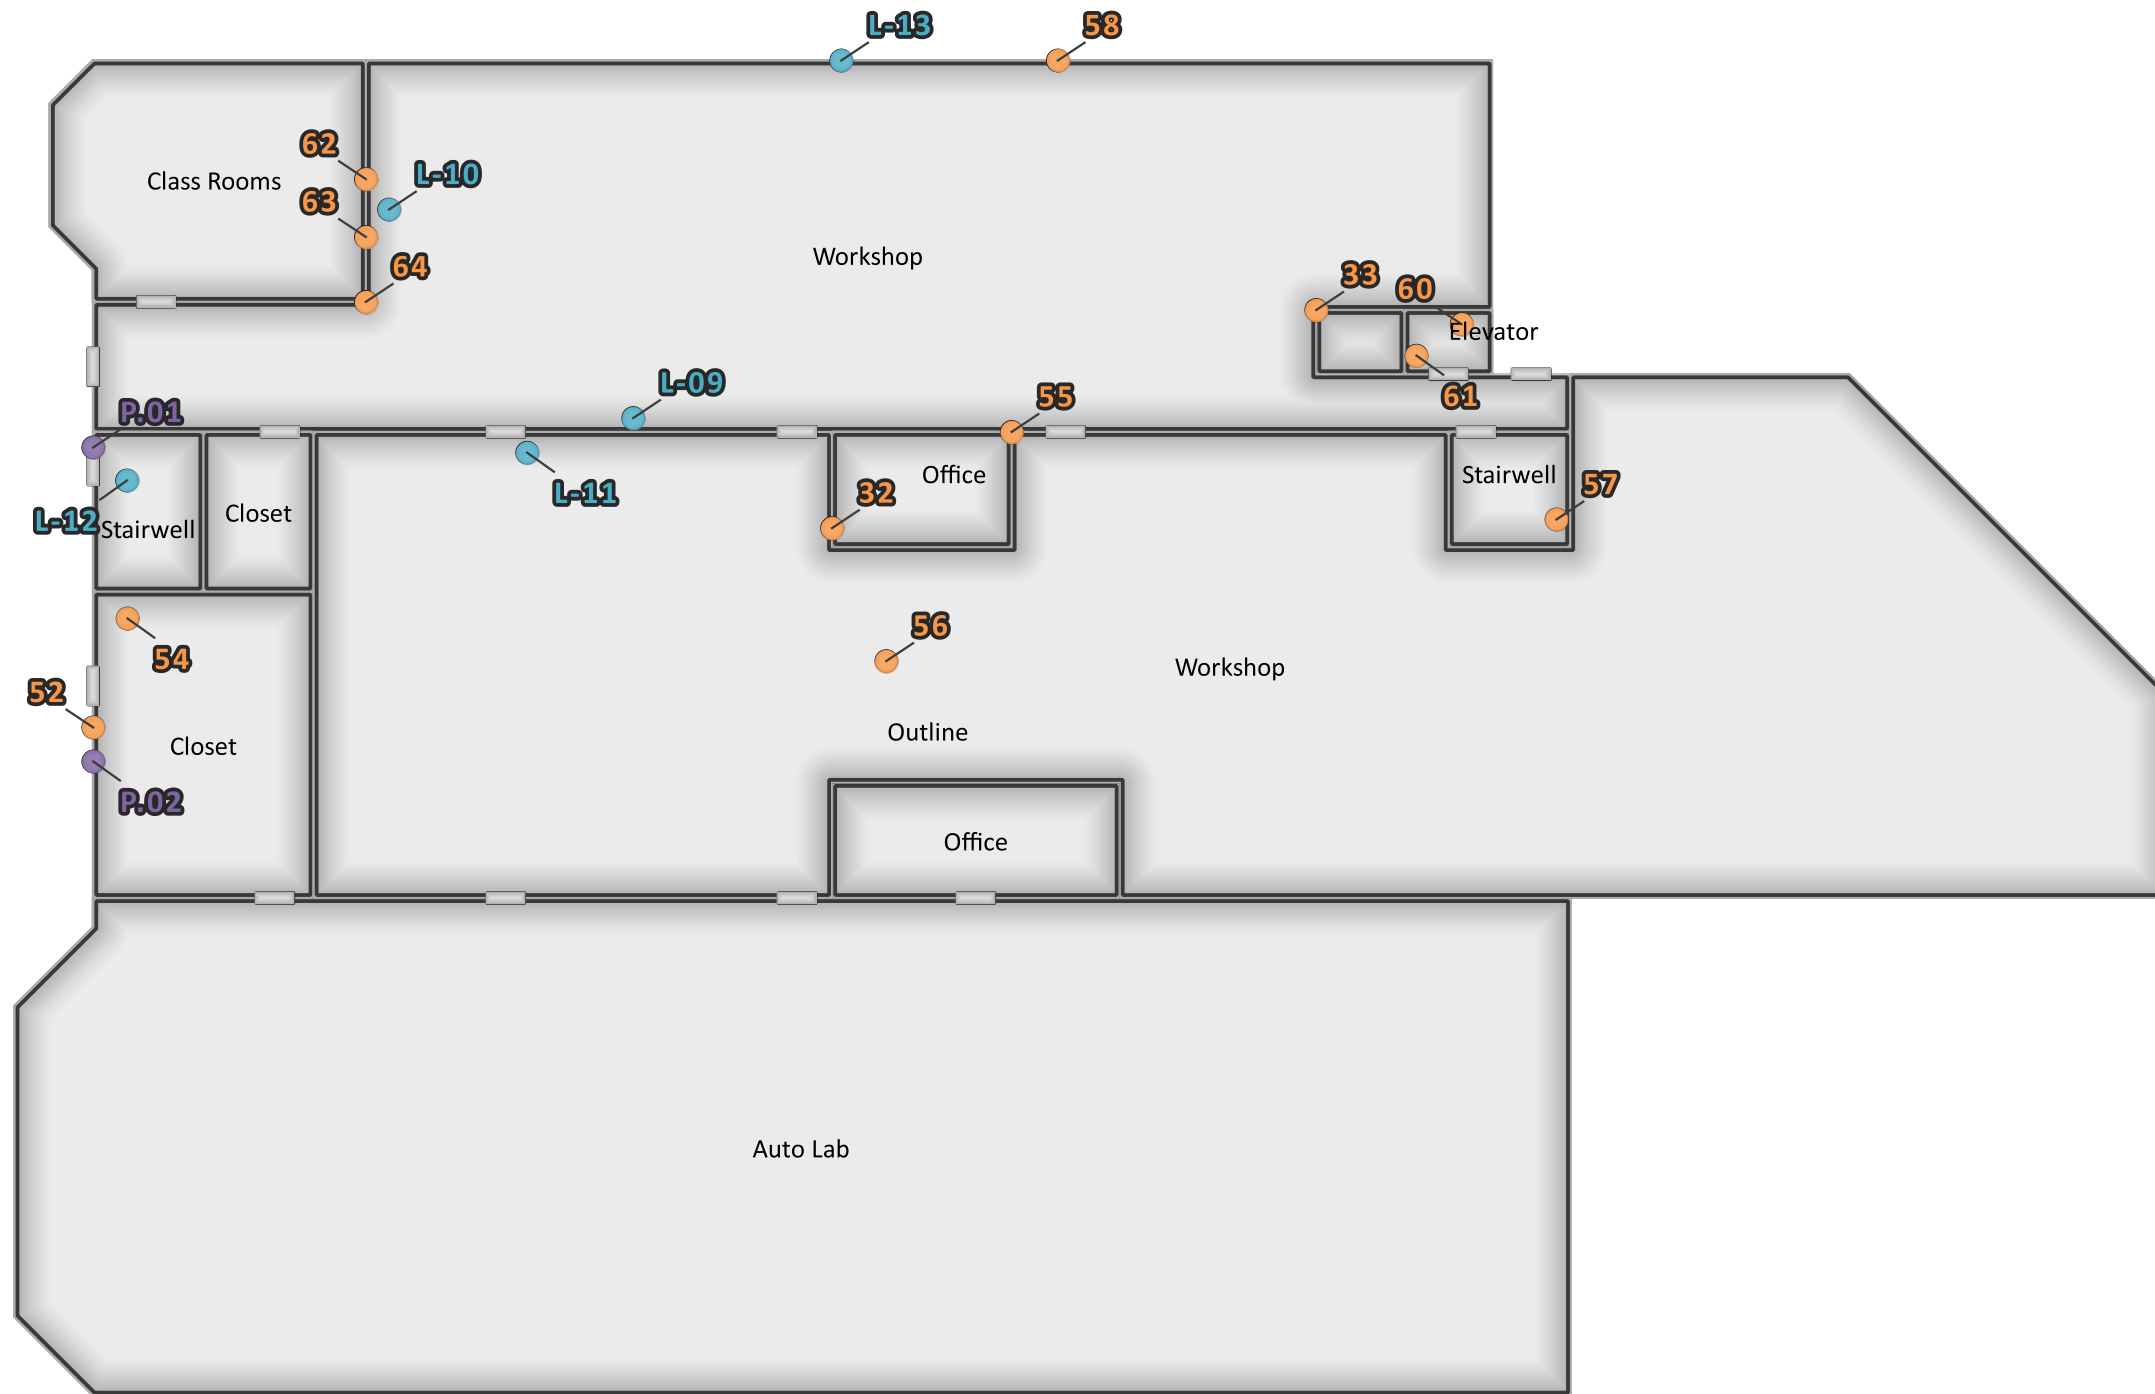 L-13
58
62
L-10
Class Rooms
63
Workshop
64
33
60
Elevator
L-09
55
61
P.01
Office
Stairwell
57
32
L-11
Closet
L-12
Stairwell
56
54
Workshop
52
Outline
Closet
P.02
Office
Auto Lab